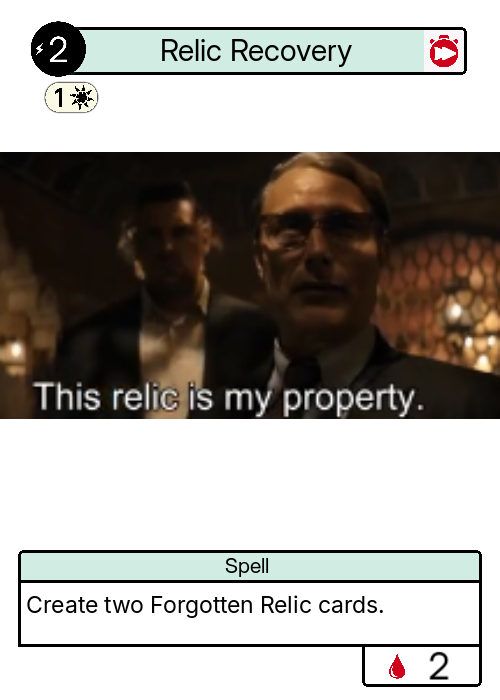 2
Relic Recovery
1
This relic is my property.
Spell
Create two Forgotten Relic cards.
2